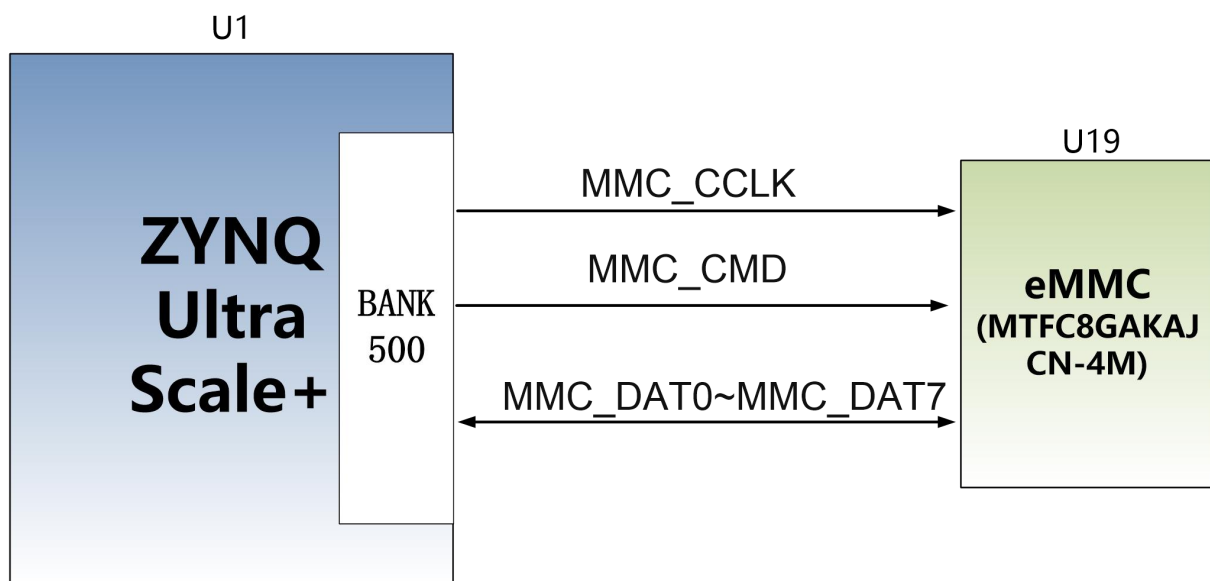 U1
ZYNQ
Ultra
Scale+
BANK
500
MMC_CCLK
MMC_CMD
MMC_DAT0~MMC_DAT7
U19
eMMC
(MTFC8GAKAJ
CN-4M)